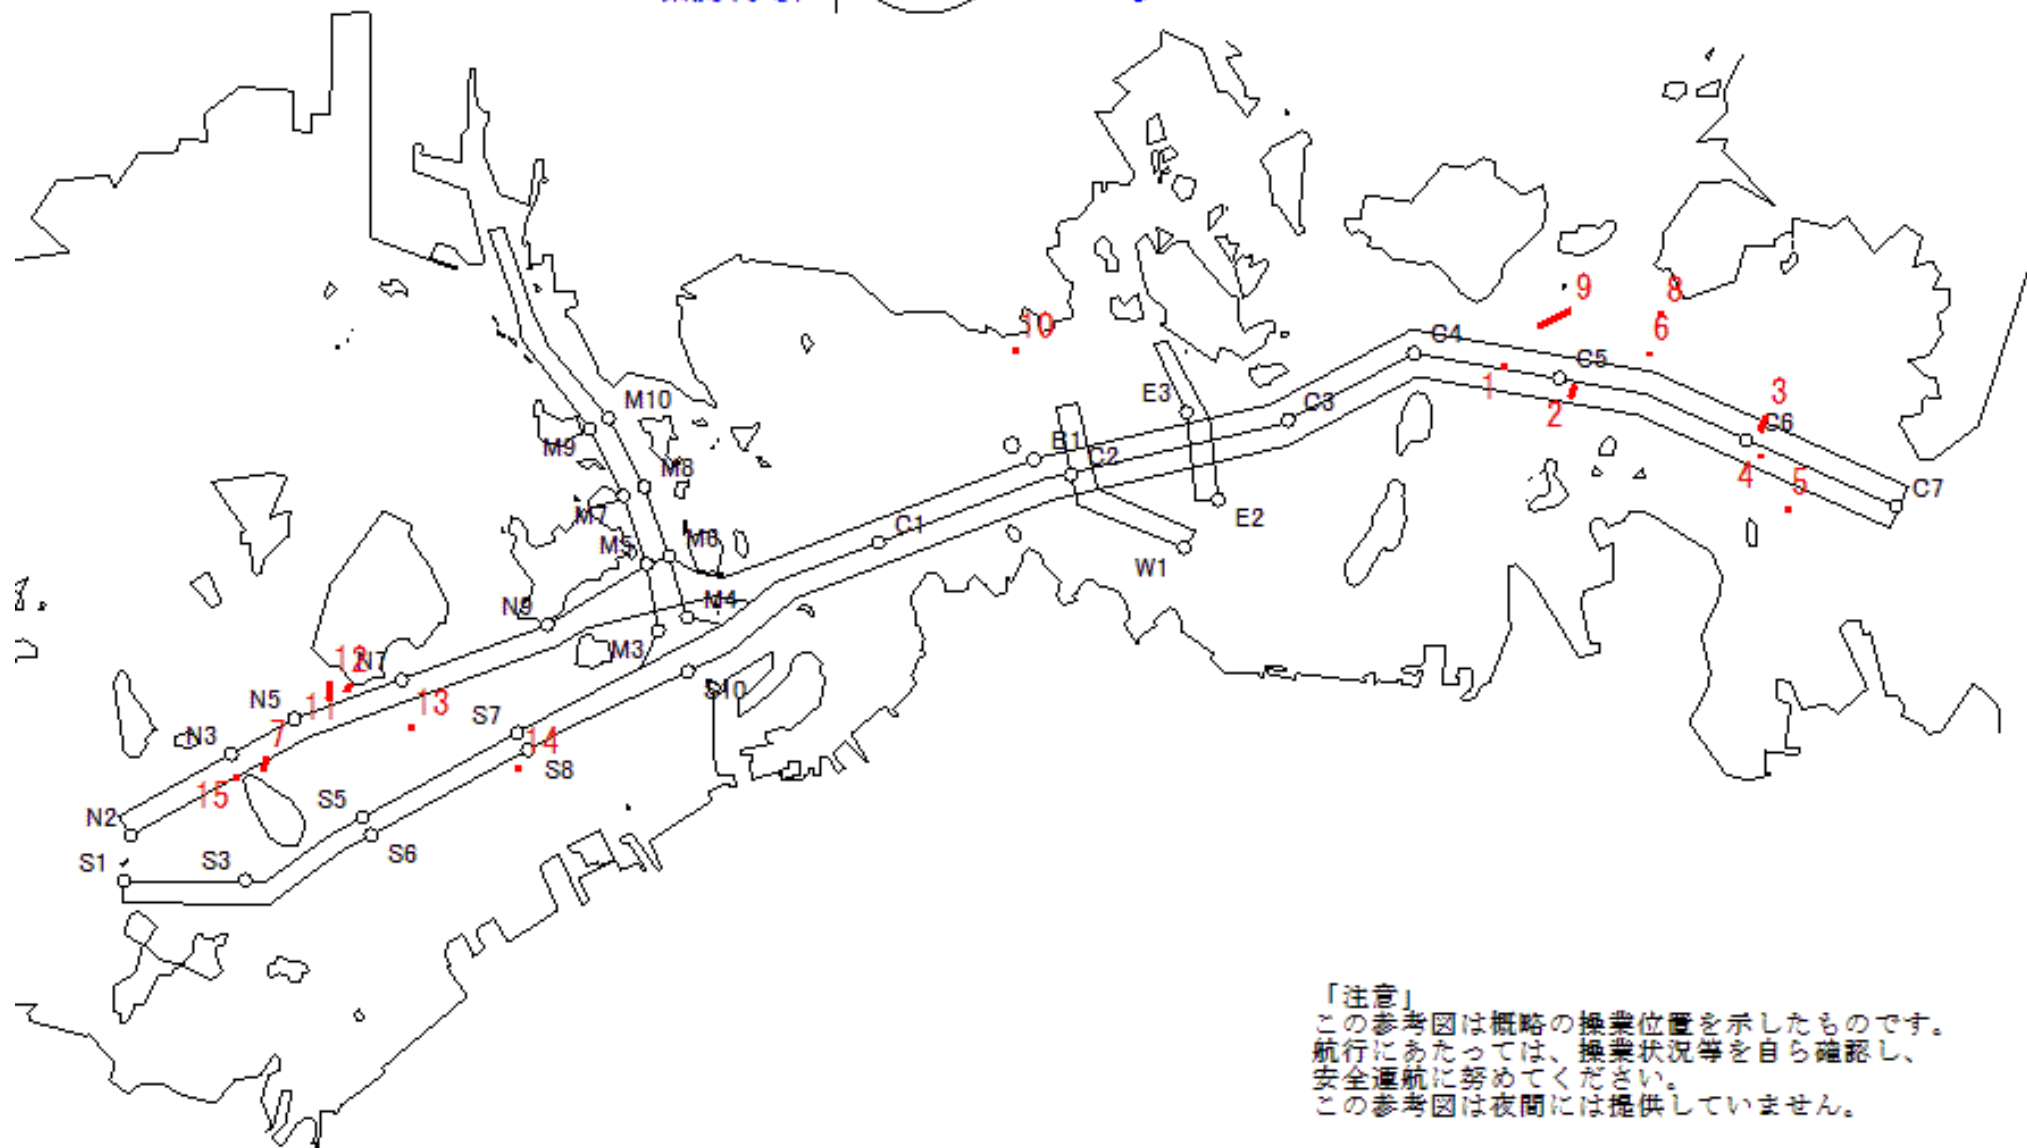 9
8
10
6
C4
C5
1
2
3
C6
E3
C3
M10
M9
B1
C2
M8
4
5
C7
M7
E2
C1
M5
M6
W1
N9
M4
M3
12
N7
S10
N5
11
13
S7
N3
7
14
S8
15
S5
N2
S6
S1
S3
「注意」
この参考図は概略の操業位置を示したものです。
航行にあたっては、操業状況等を自ら確認し、
安全運航に努めてください。
この参考図は夜間には提供していません。